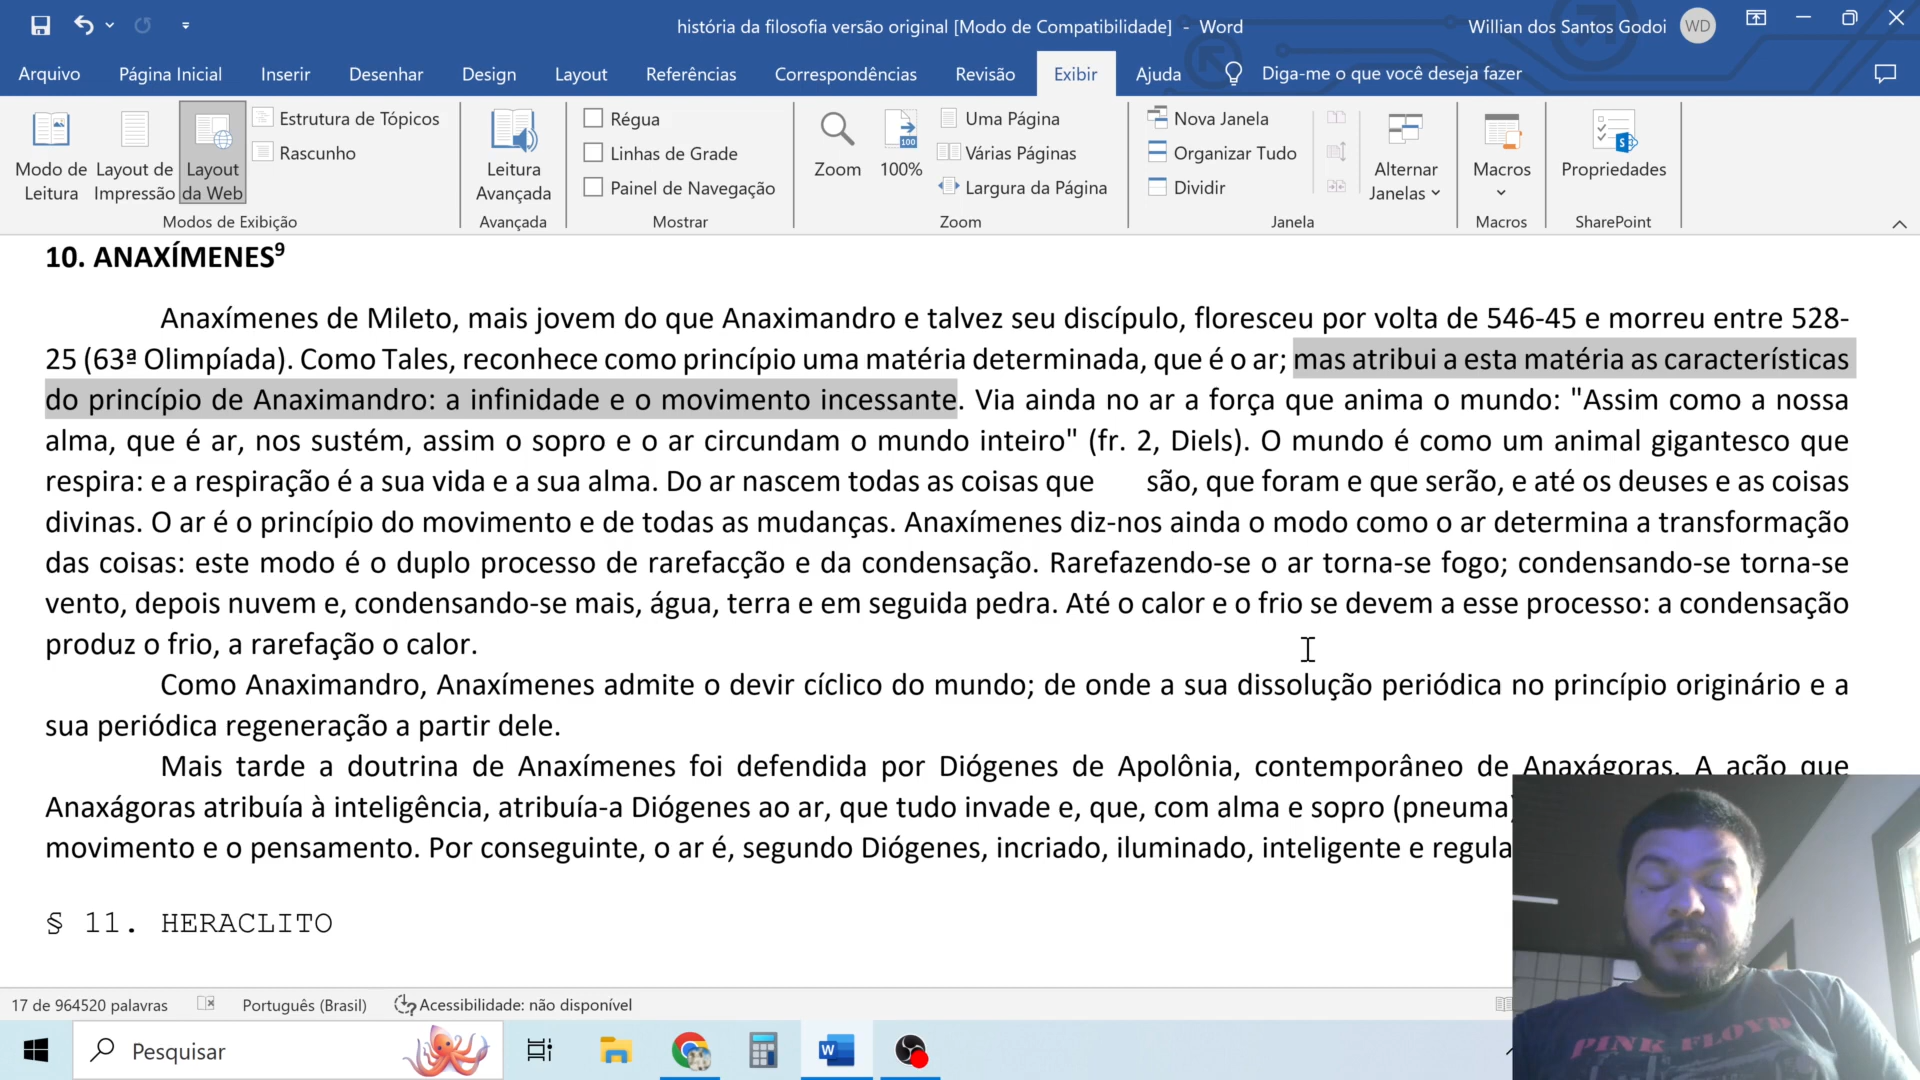 história da filosofia versão original [Modo de Compatibilidade] - Word
Willian dos Santos Godoi
WD
Arquivo
Página Inicial
Inserir
Desenhar
Design
Layout
Referências
Correspondências
Revisão
Exibir
Ajuda
Diga-me o que você deseja fazer
Modo de Leitura
Layout de Impressão
Layout da Web
Estrutura de Tópicos
Rascunho
Modos de Exibição
Leitura Avançada
Avançada
Régua
Linhas de Grade
Painel de Navegação
Mostrar
Zoom
100
100%
Uma Página
Várias Páginas
Largura da Página
Zoom
Nova Janela
Organizar Tudo
Dividir
Alternar Janelas
Janela
Macros
Macros
Propriedades
SharePoint
10. ANAXÍMENES9
Anaxímenes de Mileto, mais jovem do que Anaximandro e talvez seu discípulo, floresceu por volta de 546-45 e morreu entre 528-
25 (63ª Olimpíada). Como Tales, reconhece como princípio uma matéria determinada, que é o ar; mas atribui a esta matéria as características
do princípio de Anaximandro: a infinidade e o movimento incessante. Via ainda no ar a força que anima o mundo: "Assim como a nossa
alma, que é ar, nos sustém, assim o sopro e o ar circundam o mundo inteiro" (fr. 2, Diels). O mundo é como um animal gigantesco que
respira: e a respiração é a sua vida e a sua alma. Do ar nascem todas as coisas que são, que foram e que serão, e até os deuses e as coisas
divinas. O ar é o princípio do movimento e de todas as mudanças. Anaxímenes diz-nos ainda o modo como o ar determina a transformação
das coisas: este modo é o duplo processo de rarefacção e da condensação. Rarefazendo-se o ar torna-se fogo; condensando-se torna-se
vento, depois nuvem e, condensando-se mais, água, terra e em seguida pedra. Até o calor e o frio se devem a esse processo: a condensação
produz o frio, a rarefação o calor.
Como Anaximandro, Anaxímenes admite o devir cíclico do mundo; de onde a sua dissolução periódica no princípio originário e a
sua periódica regeneração a partir dele.
Mais tarde a doutrina de Anaxímenes foi defendida por Diógenes de Apolônia, contemporâneo de Anaxágoras. A ação que
Anaxágoras atribuía à inteligência, atribuía-a Diógenes ao ar, que tudo invade e, que, com alma e sopro (pneuma)
movimento e o pensamento. Por conseguinte, o ar é, segundo Diógenes, incriado, iluminado, inteligente e regula
§ 11. HERACLITO
17 de 964520 palavras
Português (Brasil)
Acessibilidade: não disponível
Pesquisar
PINK FLOYD